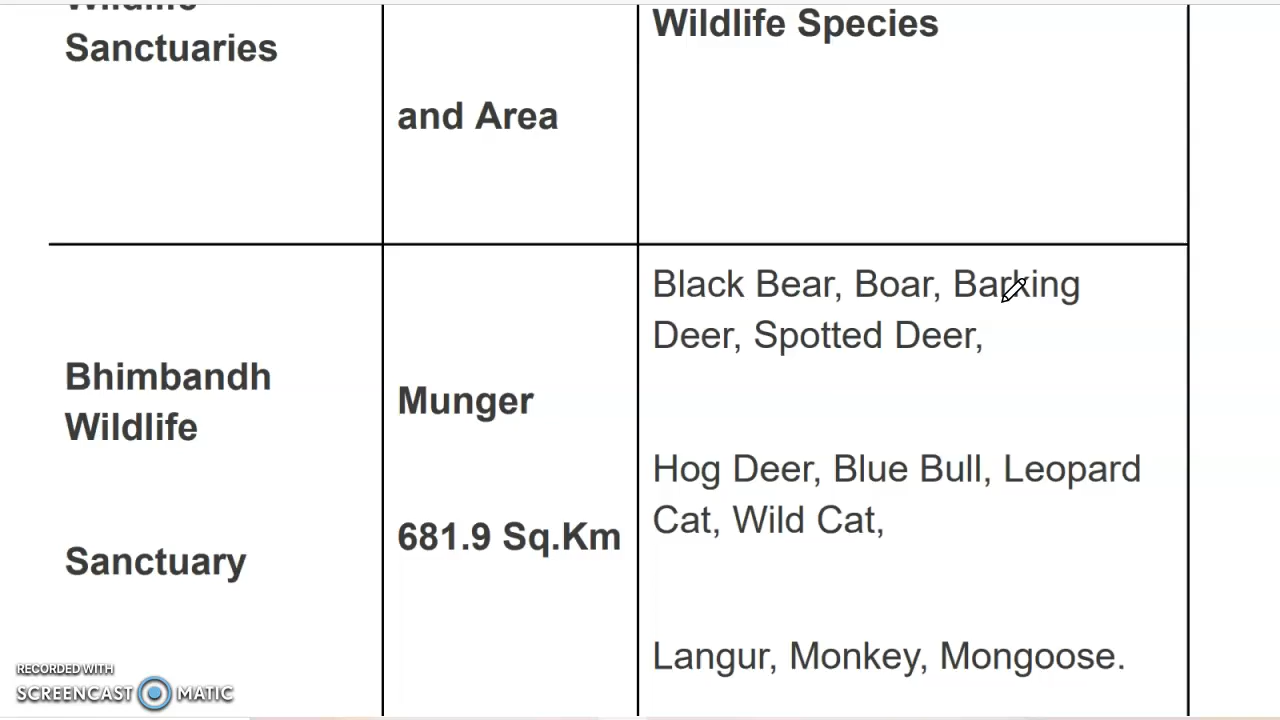 Wildlife
Sanctuaries
and Area
Wildlife Species
Bhimbandh
Wildlife
Sanctuary
Munger
681.9 Sq.Km
Black Bear, Boar, Barking
Deer, Spotted Deer,
Hog Deer, Blue Bull, Leopard
Cat, Wild Cat,
Langur, Monkey, Mongoose.
RECORDED WITH
SCREENCAST MATIC